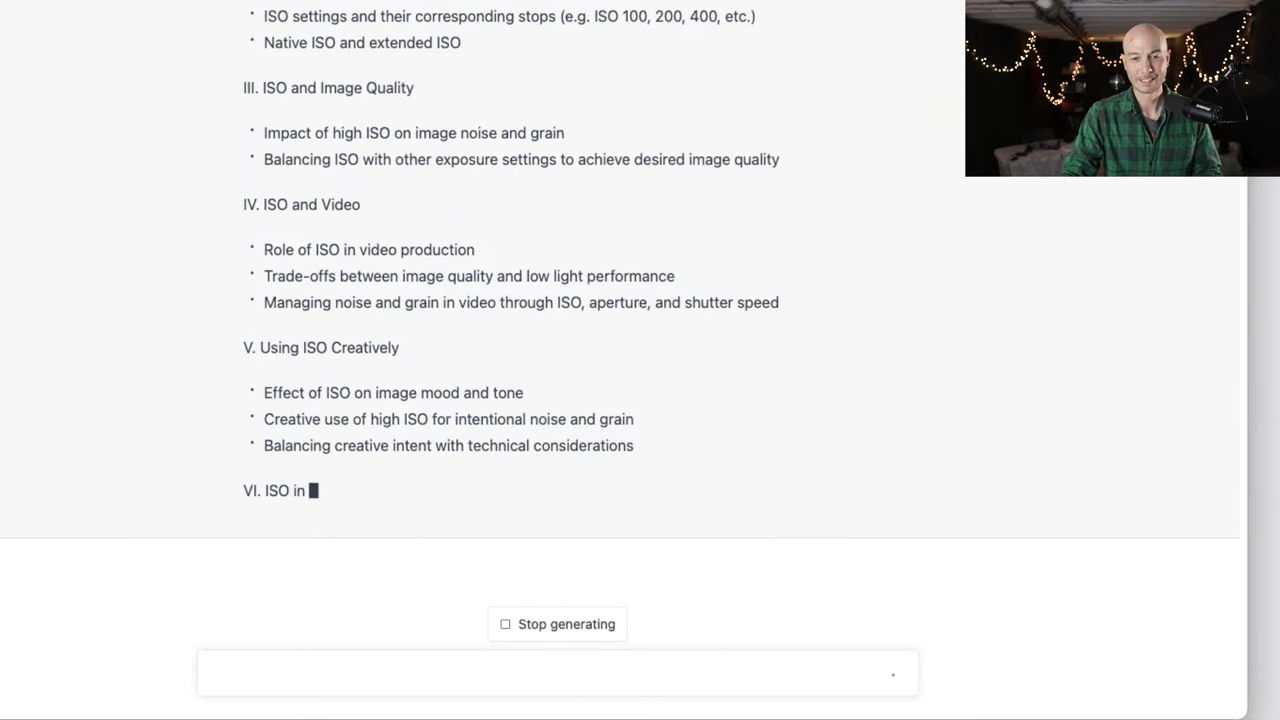 • ISO settings and their corresponding stops (e.g. ISO 100, 200, 400, etc.)
• Native ISO and extended ISO
III. ISO and Image Quality
• Impact of high ISO on image noise and grain
• Balancing ISO with other exposure settings to achieve desired image quality
IV. ISO and Video
• Role of ISO in video production
• Trade-offs between image quality and low light performance
• Managing noise and grain in video through ISO, aperture, and shutter speed
V. Using ISO Creatively
• Effect of ISO on image mood and tone
• Creative use of high ISO for intentional noise and grain
• Balancing creative intent with technical considerations
VI. ISO in
Stop generating